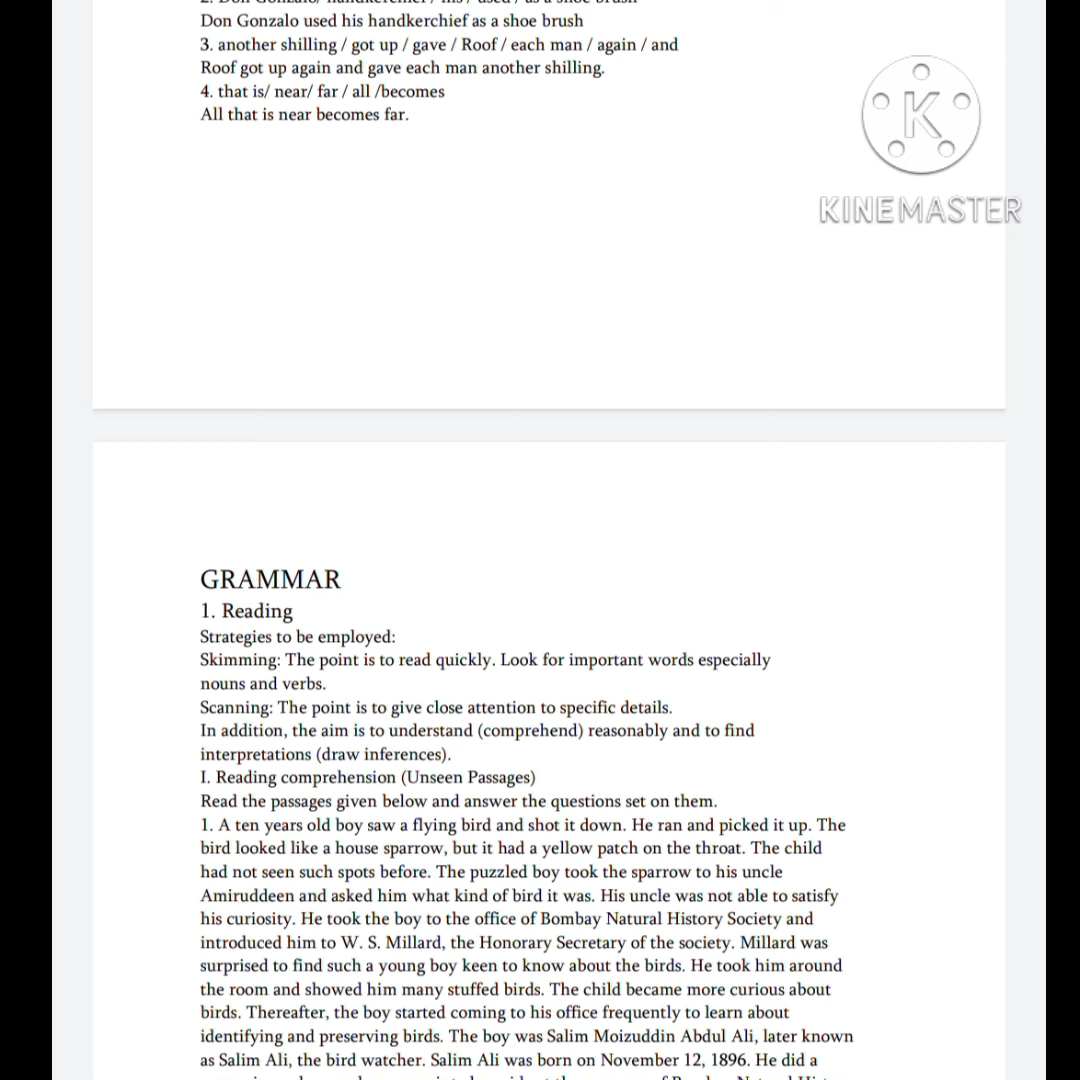 2. Don Gonzalo/ handkerchief / his / used / as a shoe brush
Don Gonzalo used his handkerchief as a shoe brush
3. another shilling / got up / gave / Roof / each man / again / and
Roof got up again and gave each man another shilling.
4. that is/ near/ far / all /becomes
All that is near becomes far.
K
KINEMASTER
GRAMMAR
1. Reading
Strategies to be employed:
Skimming: The point is to read quickly. Look for important words especially
nouns and verbs.
Scanning: The point is to give close attention to specific details.
In addition, the aim is to understand (comprehend) reasonably and to find
interpretations (draw inferences).
I. Reading comprehension (Unseen Passages)
Read the passages given below and answer the questions set on them.
1. A ten years old boy saw a flying bird and shot it down. He ran and picked it up. The
bird looked like a house sparrow, but it had a yellow patch on the throat. The child
had not seen such spots before. The puzzled boy took the sparrow to his uncle
Amiruddeen and asked him what kind of bird it was. His uncle was not able to satisfy
his curiosity. He took the boy to the office of Bombay Natural History Society and
introduced him to W. S. Millard, the Honorary Secretary of the society. Millard was
surprised to find such a young boy keen to know about the birds. He took him around
the room and showed him many stuffed birds. The child became more curious about
birds. Thereafter, the boy started coming to his office frequently to learn about
identifying and preserving birds. The boy was Salim Moizuddin Abdul Ali, later known
as Salim Ali, the bird watcher. Salim Ali was born on November 12, 1896. He did a